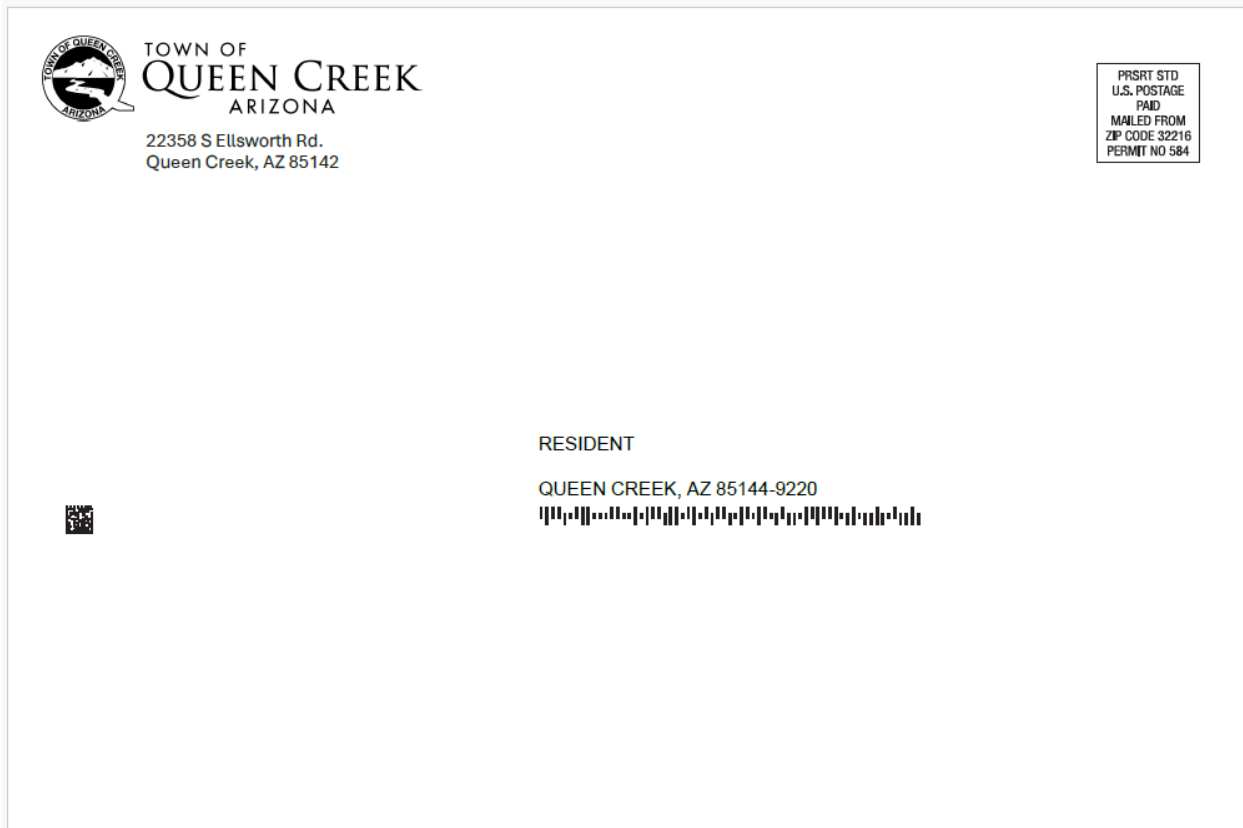 TOWN OF QUEEN CREEK
ARIZONA
TOWN OF
QUEEN CREEK
ARIZONA
22358 S Ellsworth Rd.
Queen Creek, AZ 85142
PRSRT STD
U.S. POSTAGE
PAID
MAILED FROM
ZIP CODE 32216
PERMIT NO 584
RESIDENT
QUEEN CREEK, AZ 85144-9220